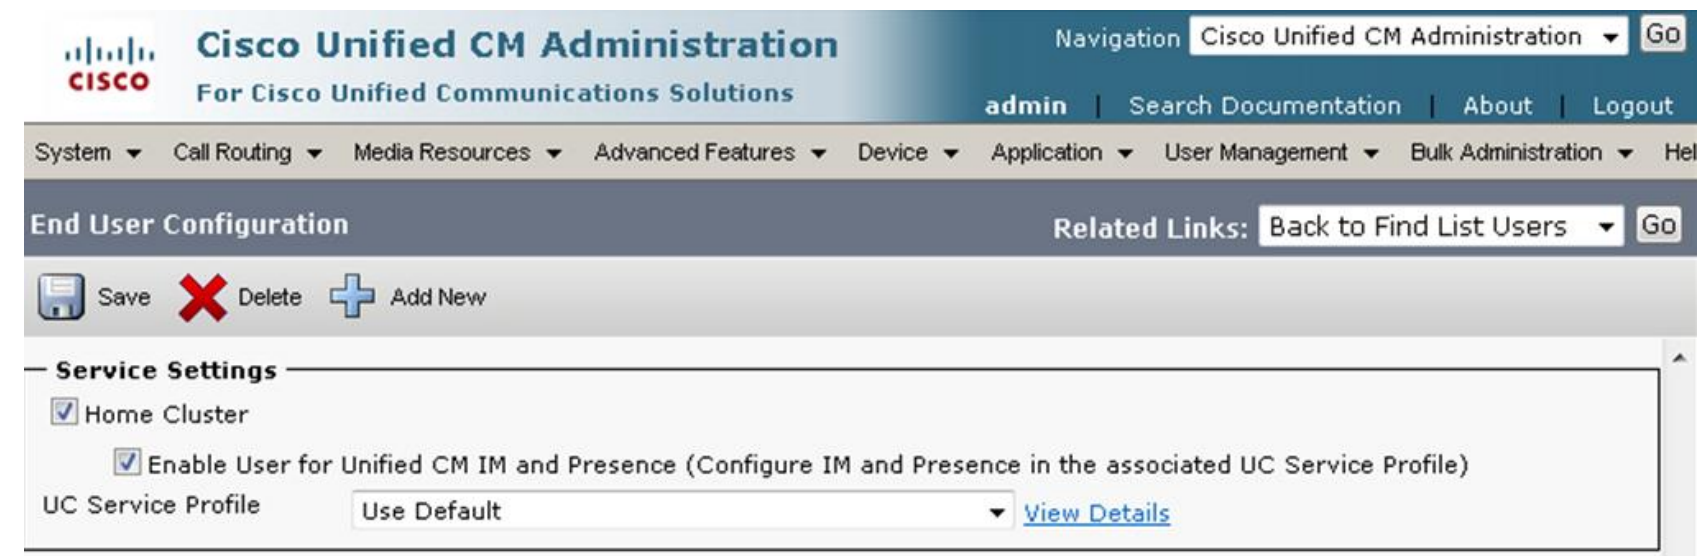 Cisco Unified CM Administration
For Cisco Unified Communications Solutions
CISCO
Navigation Cisco Unified CM Administration Go
admin | Search Documentation | About | Logout
System Call Routing Media Resources Advanced Features Device Application User Management Bulk Administration Hel
End User Configuration Related Links: Back to Find List Users Go
Save Delete Add New
Service Settings
Home Cluster
Enable User for Unified CM IM and Presence (Configure IM and Presence in the associated UC Service Profile)
UC Service Profile Use Default View Details